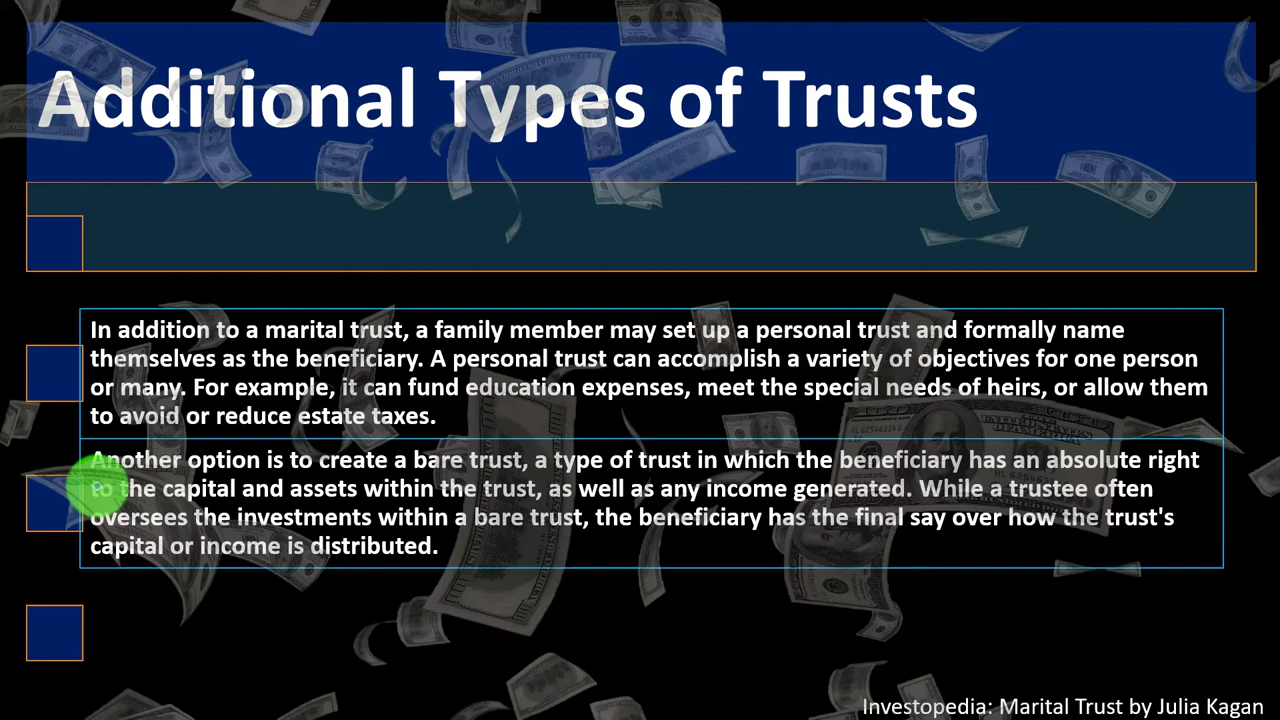 Additional Types of Trusts
In addition to a marital trust, a family member may set up a personal trust and formally name
themselves as the beneficiary. A personal trust can accomplish a variety of objectives for one person
or many. For example, it can fund education expenses, meet the special needs of heirs, or allow them
to avoid or reduce estate taxes.
Another option is to create a bare trust, a type of trust in which the beneficiary has an absolute right
to the capital and assets within the trust, as well as any income generated. While a trustee often
oversees the investments within a bare trust, the beneficiary has the final say over how the trust's
capital or income is distributed.
Investopedia: Marital Trust by Julia Kagan